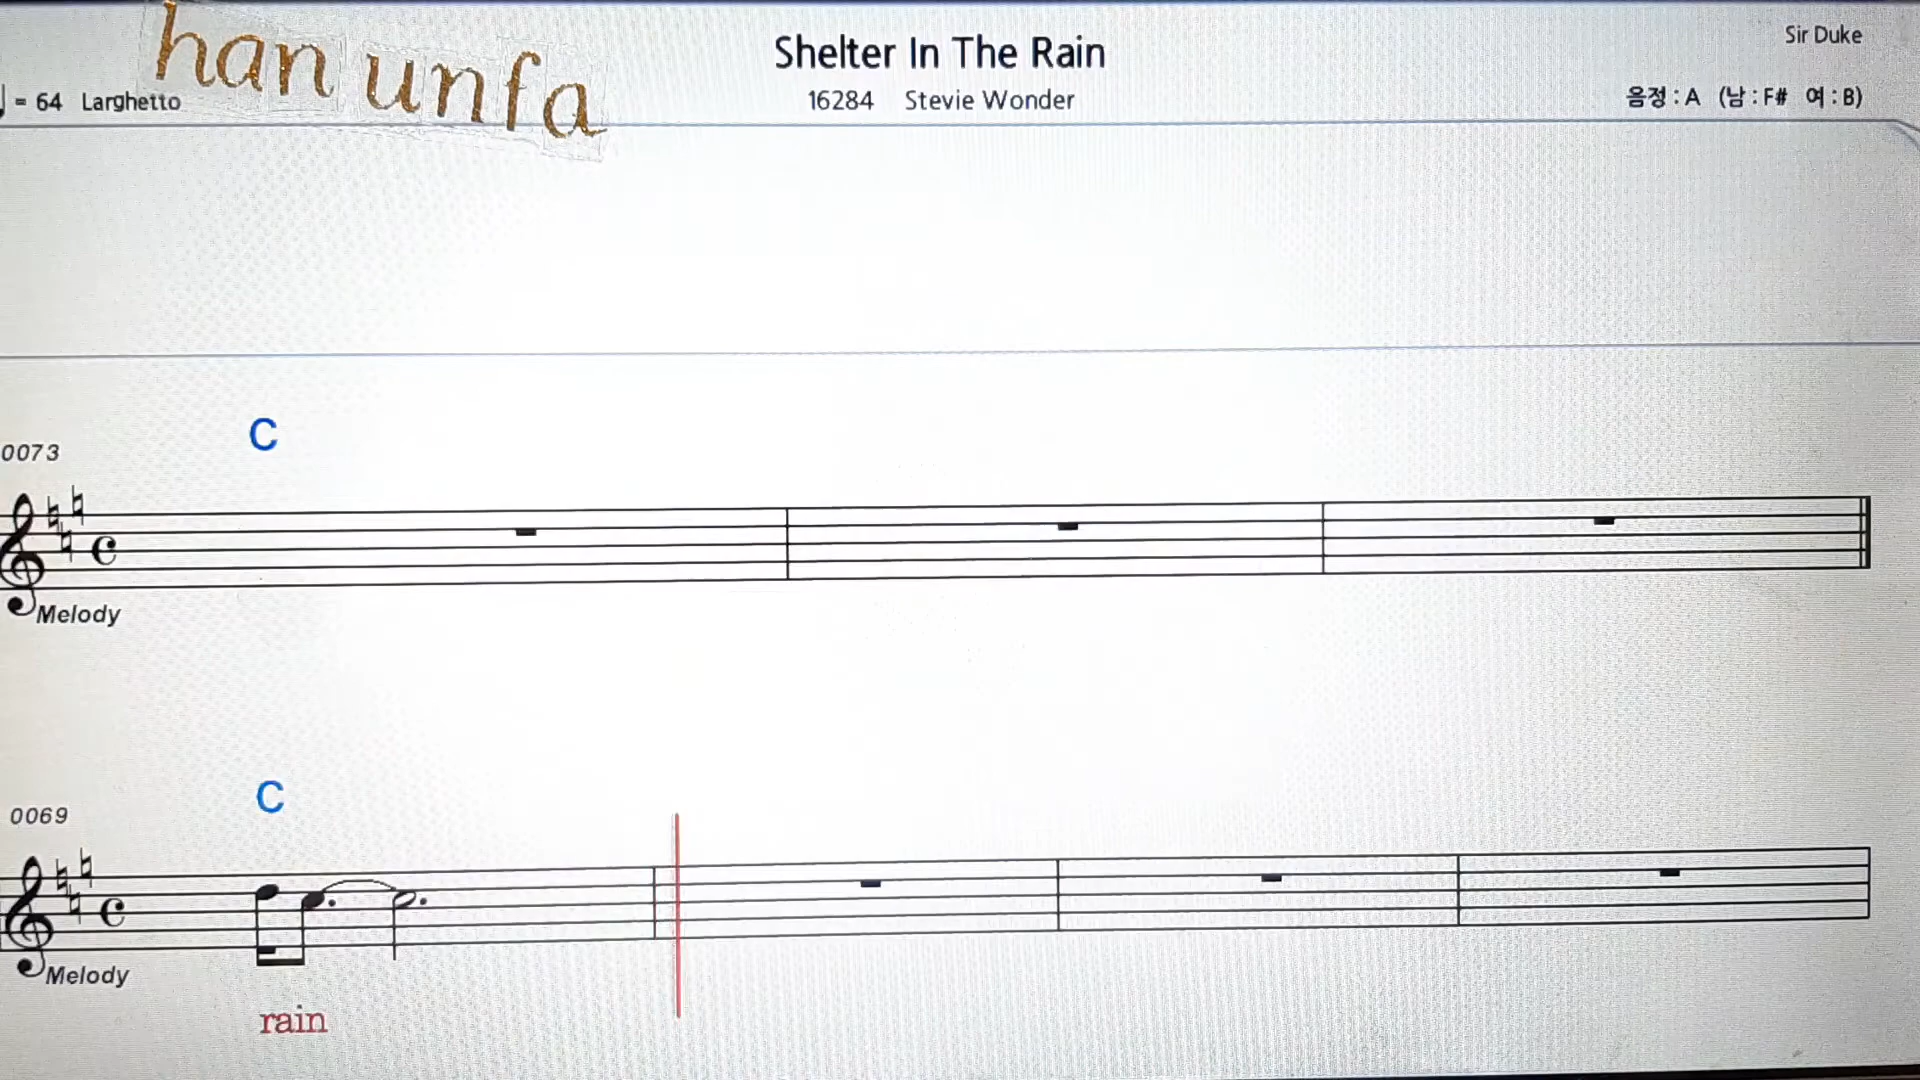 han unfa
Shelter In The Rain
Sir Duke
= 64 Larghetto
16284 Stevie Wonder
음정 : A (남 : F# 여 : B)
C
0073
Melody
C
0069
Melody
rain